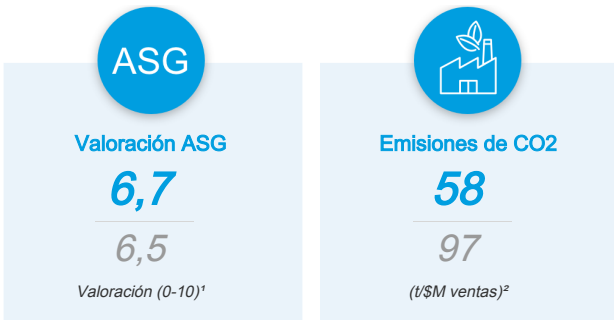 ASG
Valoración ASG
6,7
6,5
Valoración (0-10)¹
Emisiones de CO2
58
97
(t/$M ventas)²